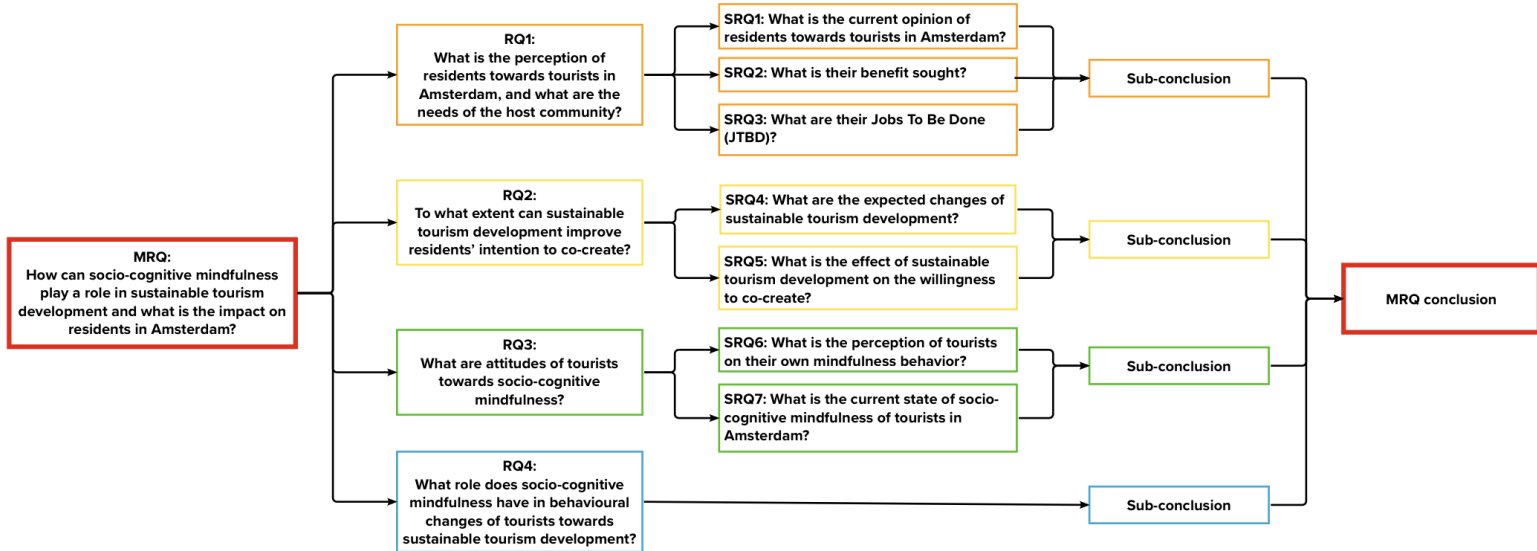 MRQ:
How can socio-cognitive mindfulness
play a role in sustainable tourism
development and what is the impact on
residents in Amsterdam?
RQ1:
What is the perception of
residents towards tourists in
Amsterdam, and what are the
needs of the host community?
SRQ1: What is the current opinion of
residents towards tourists in Amsterdam?
SRQ2: What is their benefit sought?
SRQ3: What are their Jobs To Be Done
(JTBD)?
Sub-conclusion
RQ2:
To what extent can sustainable
tourism development improve
residents' intention to co-create?
SRQ4: What are the expected changes of
sustainable tourism development?
SRQ5: What is the effect of sustainable
tourism development on the willingness
to co-create?
Sub-conclusion
RQ3:
What are attitudes of tourists
towards socio-cognitive
mindfulness?
SRQ6: What is the perception of tourists
on their own mindfulness behavior?
SRQ7: What is the current state of socio-
cognitive mindfulness of tourists in
Amsterdam?
Sub-conclusion
RQ4:
What role does socio-cognitive
mindfulness have in behavioural
changes of tourists towards
sustainable tourism development?
Sub-conclusion
MRQ conclusion